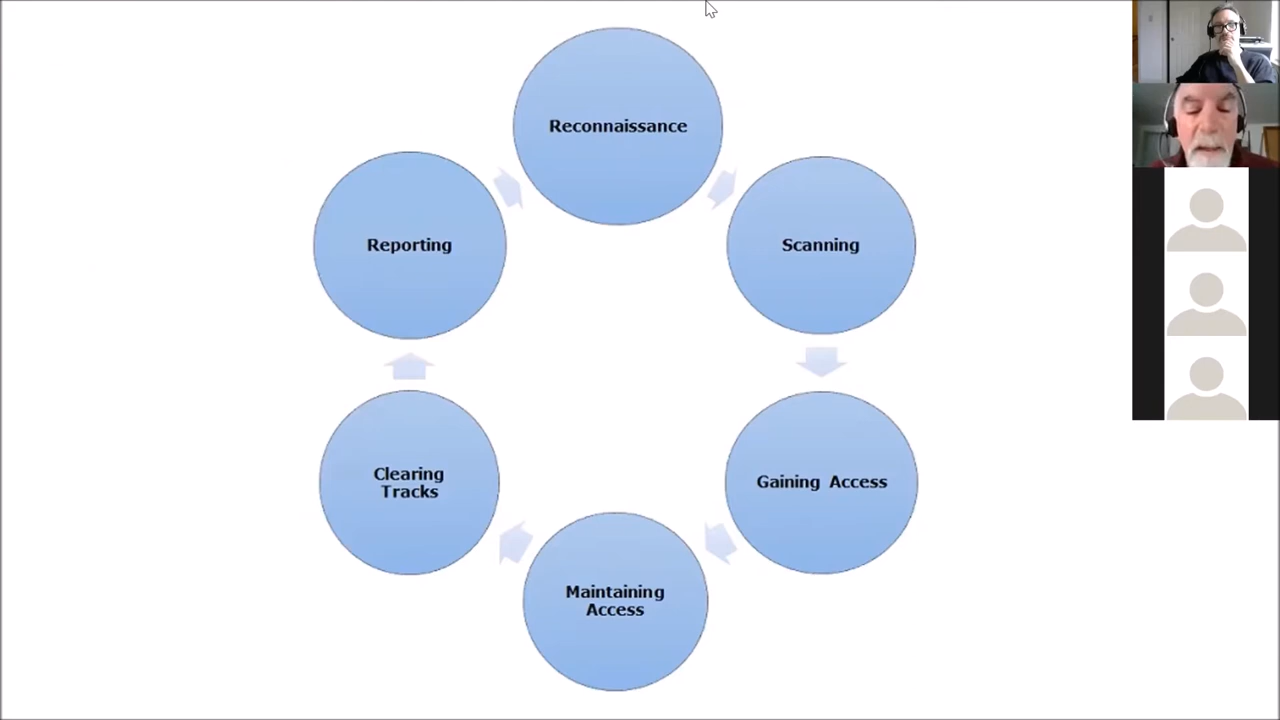 Reconnaissance
Scanning
Gaining Access
Maintaining
Access
Clearing
Tracks
Reporting